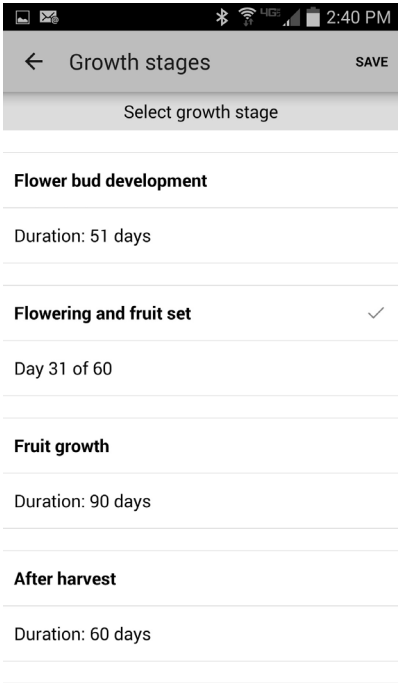 4GE 2:40 PM
Growth stages SAVE
Select growth stage
Flower bud development
Duration: 51 days
Flowering and fruit set
Day 31 of 60
Fruit growth
Duration: 90 days
After harvest
Duration: 60 days